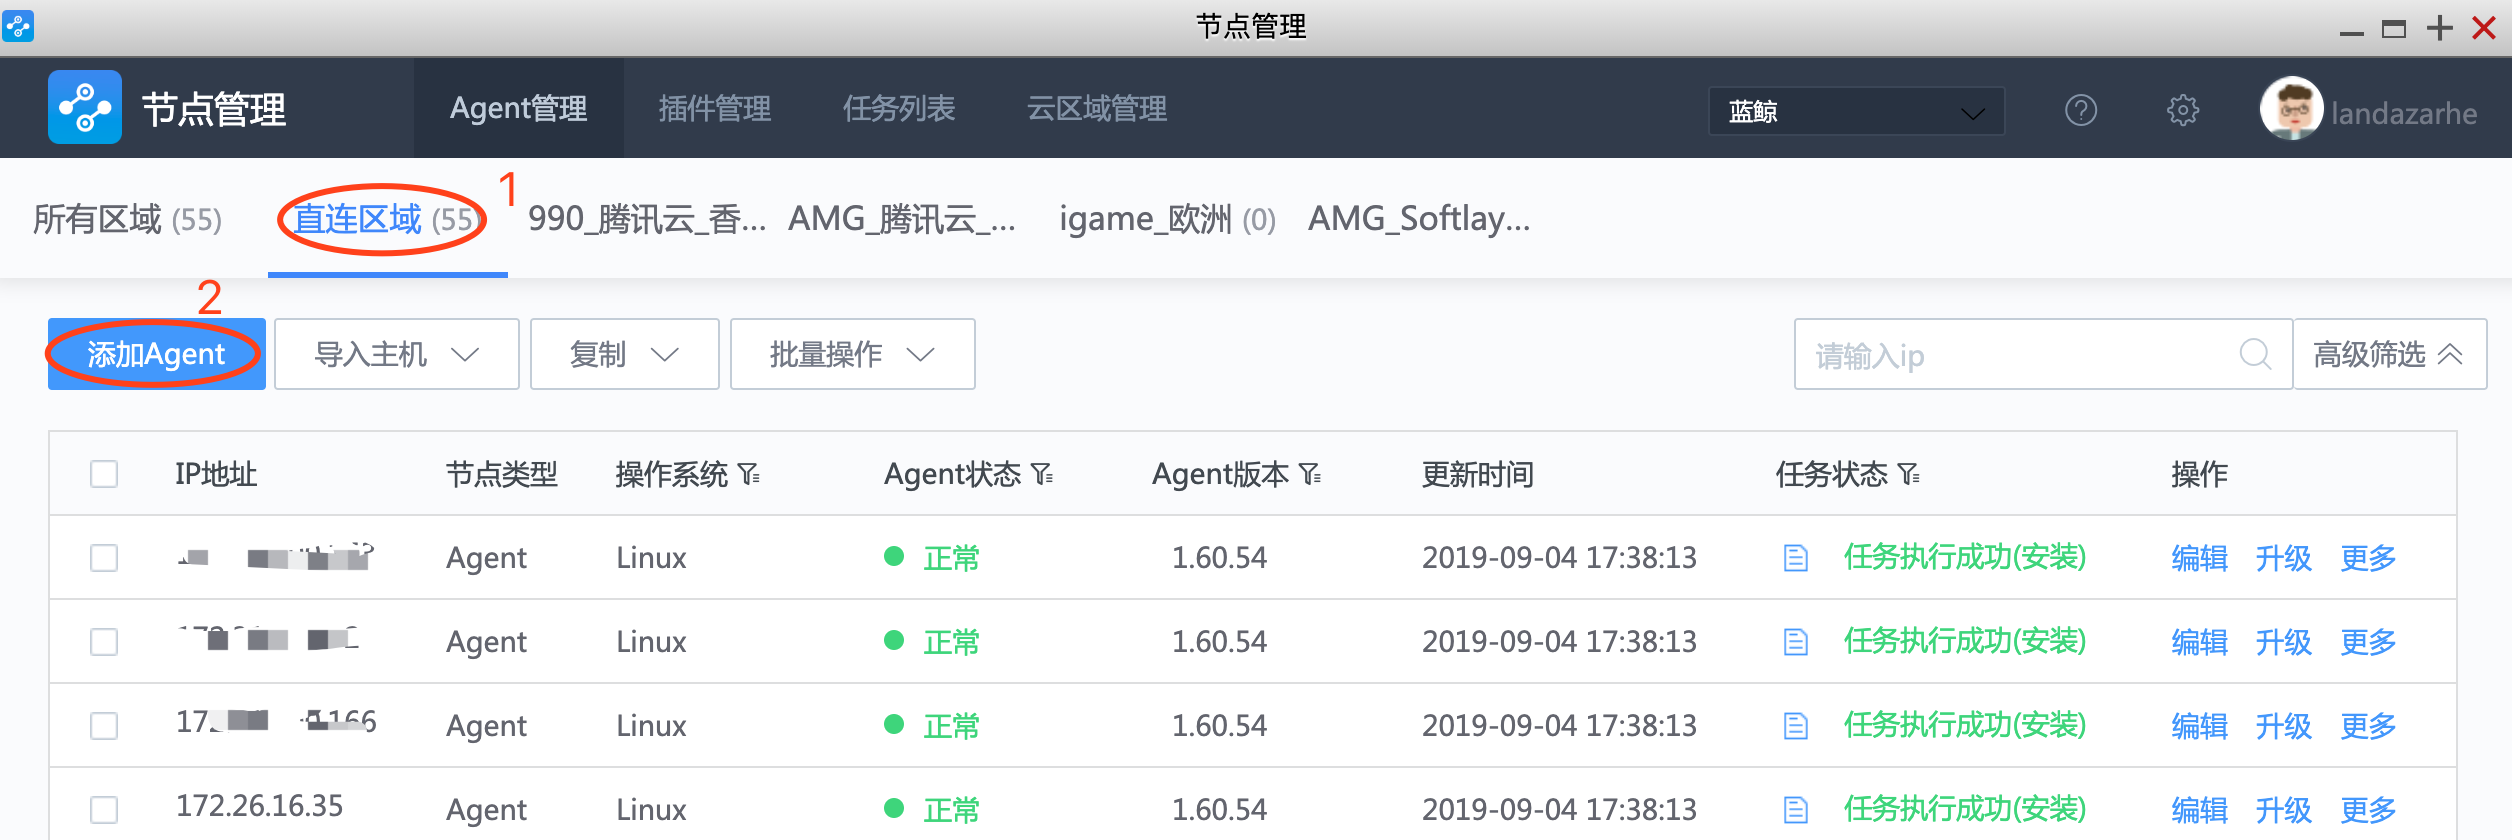 节点管理
节点管理 Agent管理 插件管理 任务列表 云区域管理 蓝鲸 landazarhe
所有区域 (55) 直连区域 (55) 1 990_腾讯云_香... AMG_腾讯云_... igame_欧洲 (0) AMG_Softlay...
2
添加Agent 导入主机 复制 批量操作 请输入ip 高级筛选
IP地址 节点类型 操作系统 Agent状态 Agent版本 更新时间 任务状态 操作
Agent Linux 正常 1.60.54 2019-09-04 17:38:13 任务执行成功(安装) 编辑 升级 更多
Agent Linux 正常 1.60.54 2019-09-04 17:38:13 任务执行成功(安装) 编辑 升级 更多
Agent Linux 正常 1.60.54 2019-09-04 17:38:13 任务执行成功(安装) 编辑 升级 更多
172.26.16.35 Agent Linux 正常 1.60.54 2019-09-04 17:38:13 任务执行成功(安装) 编辑 升级 更多